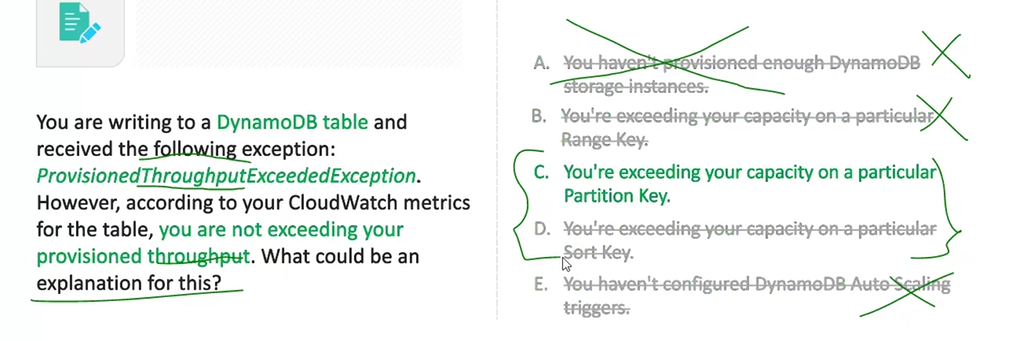 You are writing to a DynamoDB table and
received the following exception:
ProvisionedThroughputExceededException.
However, according to your CloudWatch metrics
for the table, you are not exceeding your
provisioned throughput. What could be an
explanation for this?
A. You haven't provisioned enough DynamoDB
storage instances.
B. You're exceeding your capacity on a particular
Range Key.
C. You're exceeding your capacity on a particular
Partition Key.
D. You're exceeding your capacity on a particular
Sort Key.
E. You haven't configured DynamoDB Auto Scaling
triggers.